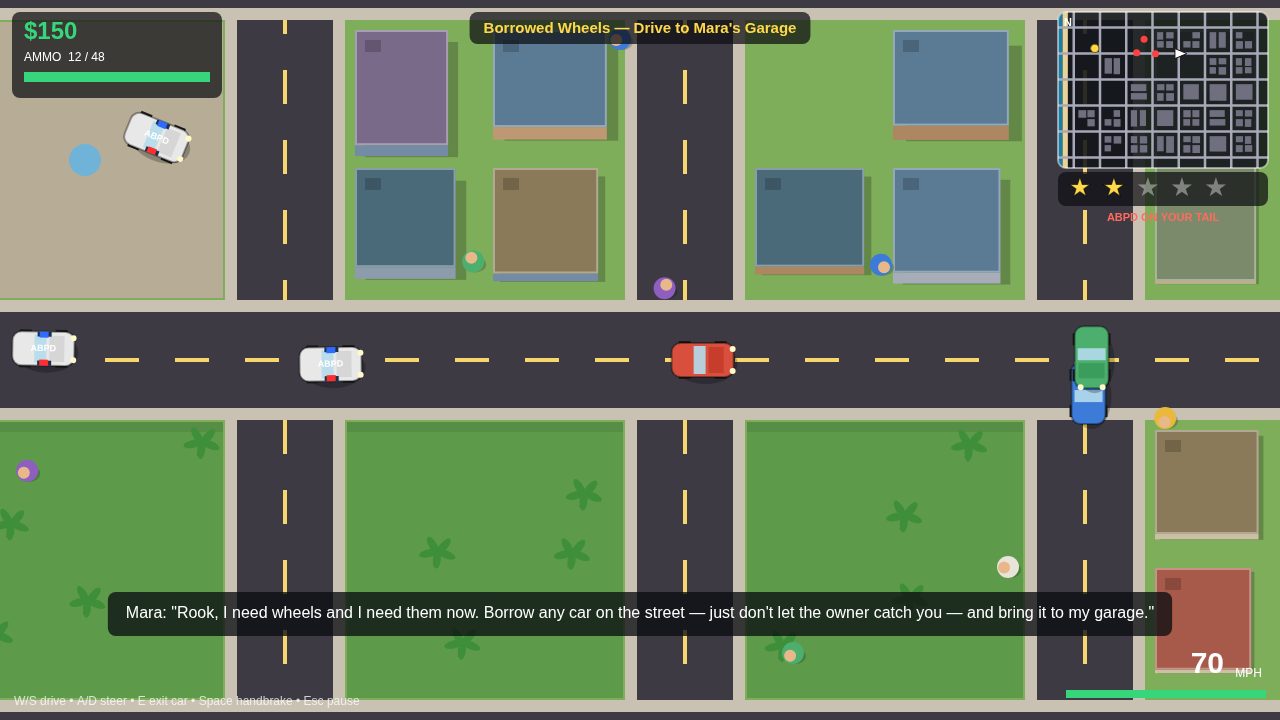 $150
AMMO 12 / 48
Borrowed Wheels — Drive to Mara's Garage
N
ABPD ON YOUR TAIL
ABPD
ABPD
ABPD
Mara: "Rook, I need wheels and I need them now. Borrow any car on the street — just don't let the owner catch you — and bring it to my garage."
70 MPH
W/S drive • A/D steer • E exit car • Space handbrake • Esc pause